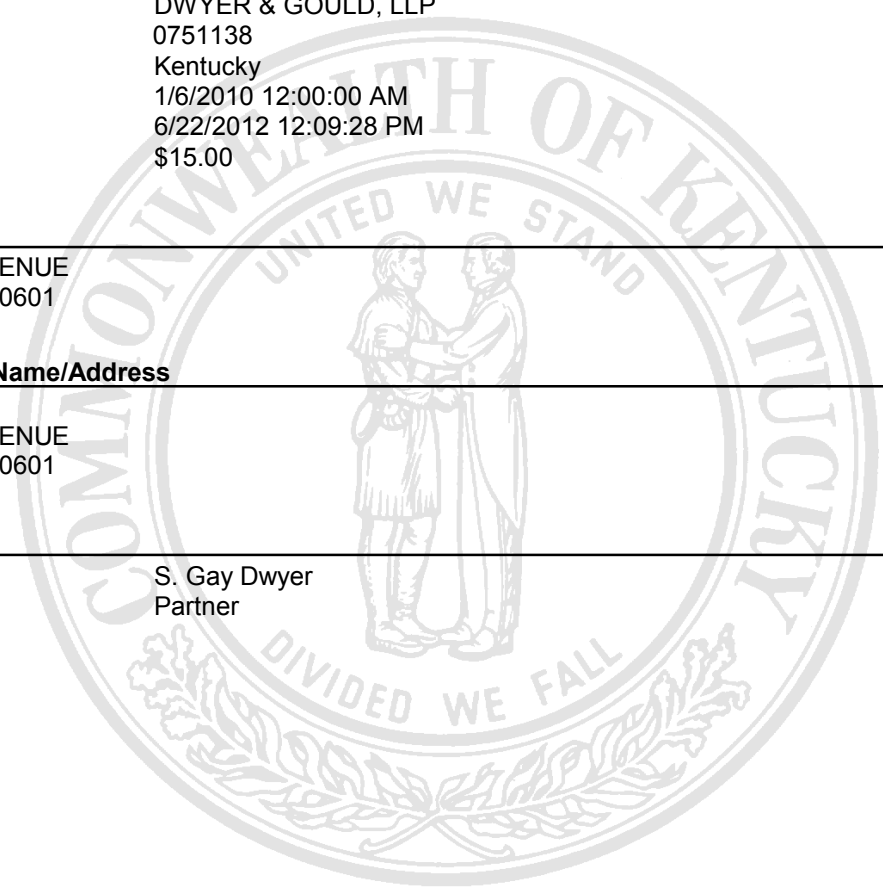 DWYER & GOULD, LLP
0751138
Kentucky
1/6/2010 12:00:00 AM
6/22/2012 12:09:28 PM
$15.00
COMMONWEALTH OF KENTUCKY
UNITED WE STAND
ENUE
0601
Name/Address
ENUE
0601
S. Gay Dwyer
Partner
DIVIDED WE FALL